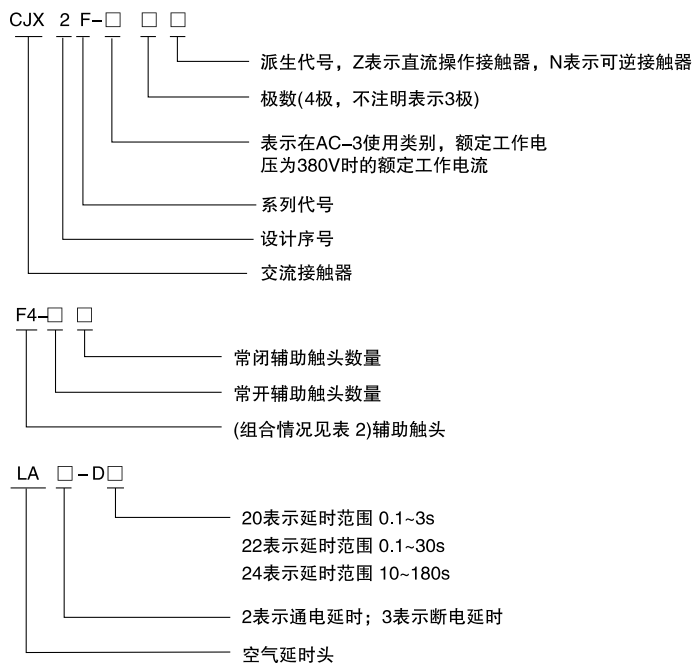 CJX 2 F-□ □ □
派生代号，Z表示直流操作接触器，N表示可逆接触器
极数(4极，不注明表示3极)
表示在AC-3使用类别，额定工作电
压为380V时的额定工作电流
系列代号
设计序号
交流接触器
F4-□ □
常闭辅助触头数量
常开辅助触头数量
(组合情况见表 2)辅助触头
LA □-D□
20表示延时范围 0.1~3s
22表示延时范围 0.1~30s
24表示延时范围 10~180s
2表示通电延时；3表示断电延时
空气延时头